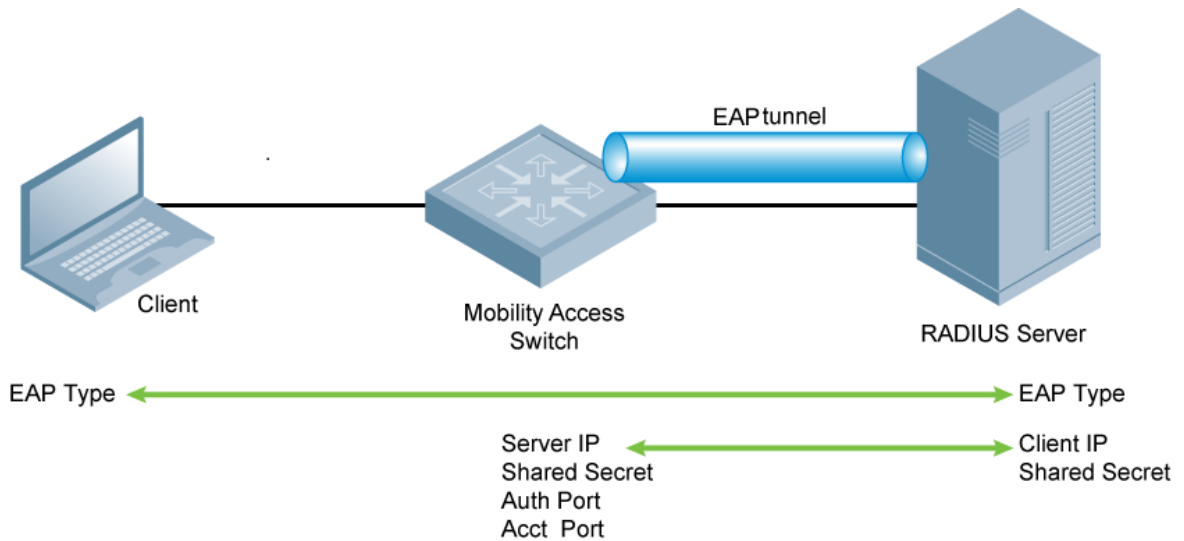 EAP tunnel
Client
Mobility Access
Switch
RADIUS Server
EAP Type
EAP Type
Server IP
Shared Secret
Auth Port
Acct Port
Client IP
Shared Secret